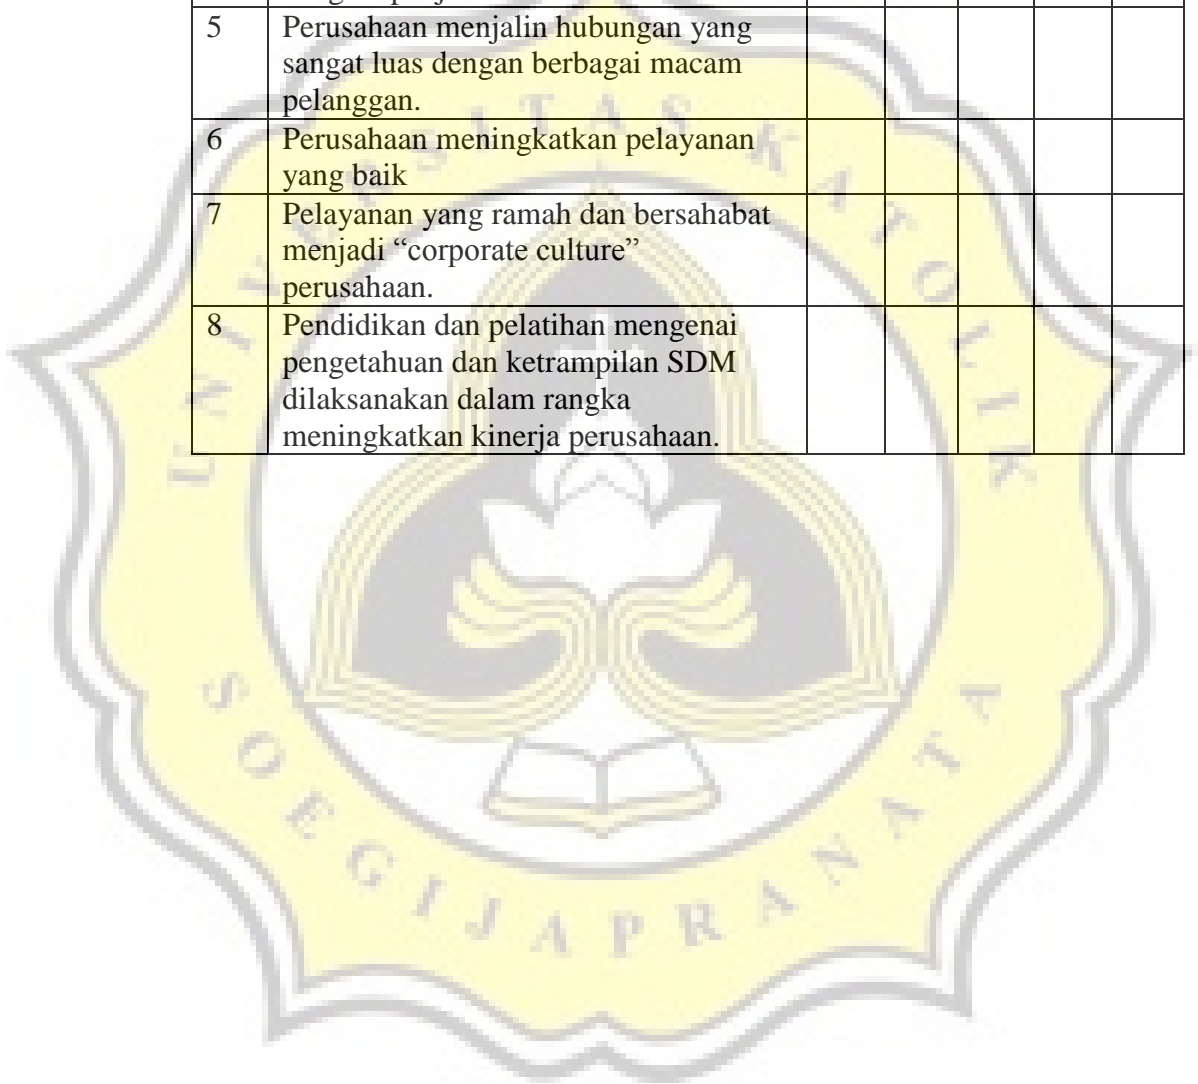 5 Perusahaan menjalin hubungan yang
sangat luas dengan berbagai macam
pelanggan.
6 Perusahaan meningkatkan pelayanan
yang baik
7 Pelayanan yang ramah dan bersahabat
menjadi “corporate culture”
perusahaan.
8 Pendidikan dan pelatihan mengenai
pengetahuan dan ketrampilan SDM
dilaksanakan dalam rangka
meningkatkan kinerja perusahaan.
UNIVERSITAS KATOLIK
SOEGIJAPRANATA